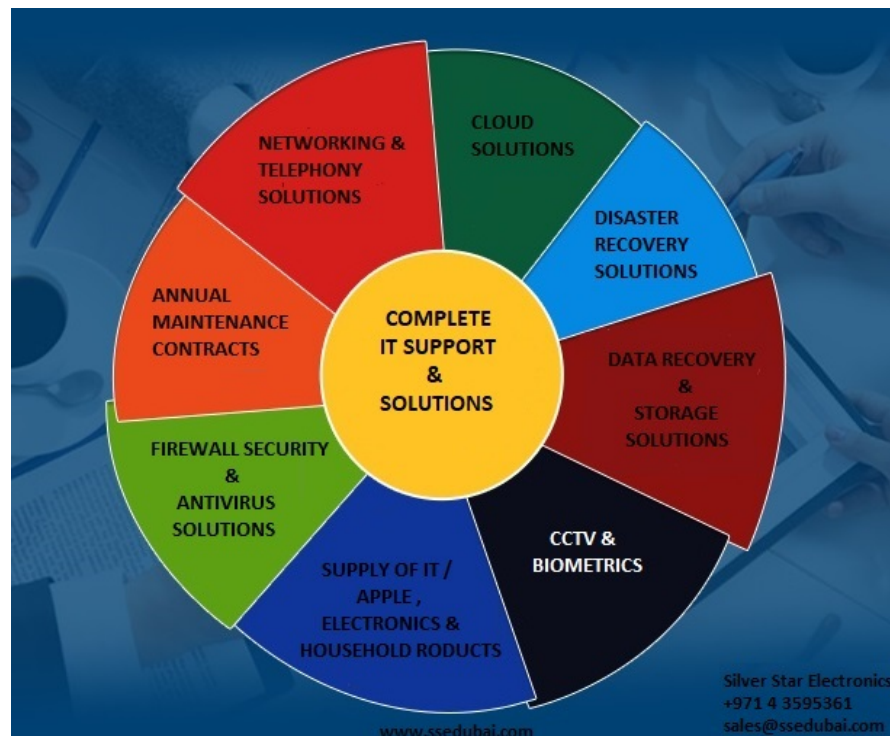 NETWORKING &
TELEPHONY
SOLUTIONS
CLOUD
SOLUTIONS
DISASTER
RECOVERY
SOLUTIONS
ANNUAL
MAINTENANCE
CONTRACTS
COMPLETE
IT SUPPORT
&
SOLUTIONS
DATA RECOVERY
&
STORAGE
SOLUTIONS
FIREWALL SECURITY
&
ANTIVIRUS
SOLUTIONS
CCTV &
BIOMETRICS
SUPPLY OF IT /
APPLE ,
ELECTRONICS &
HOUSEHOLD RODUCTS
Silver Star Electronics
+971 4 3595361
sales@ssedubai.com
www.ssedubai.com